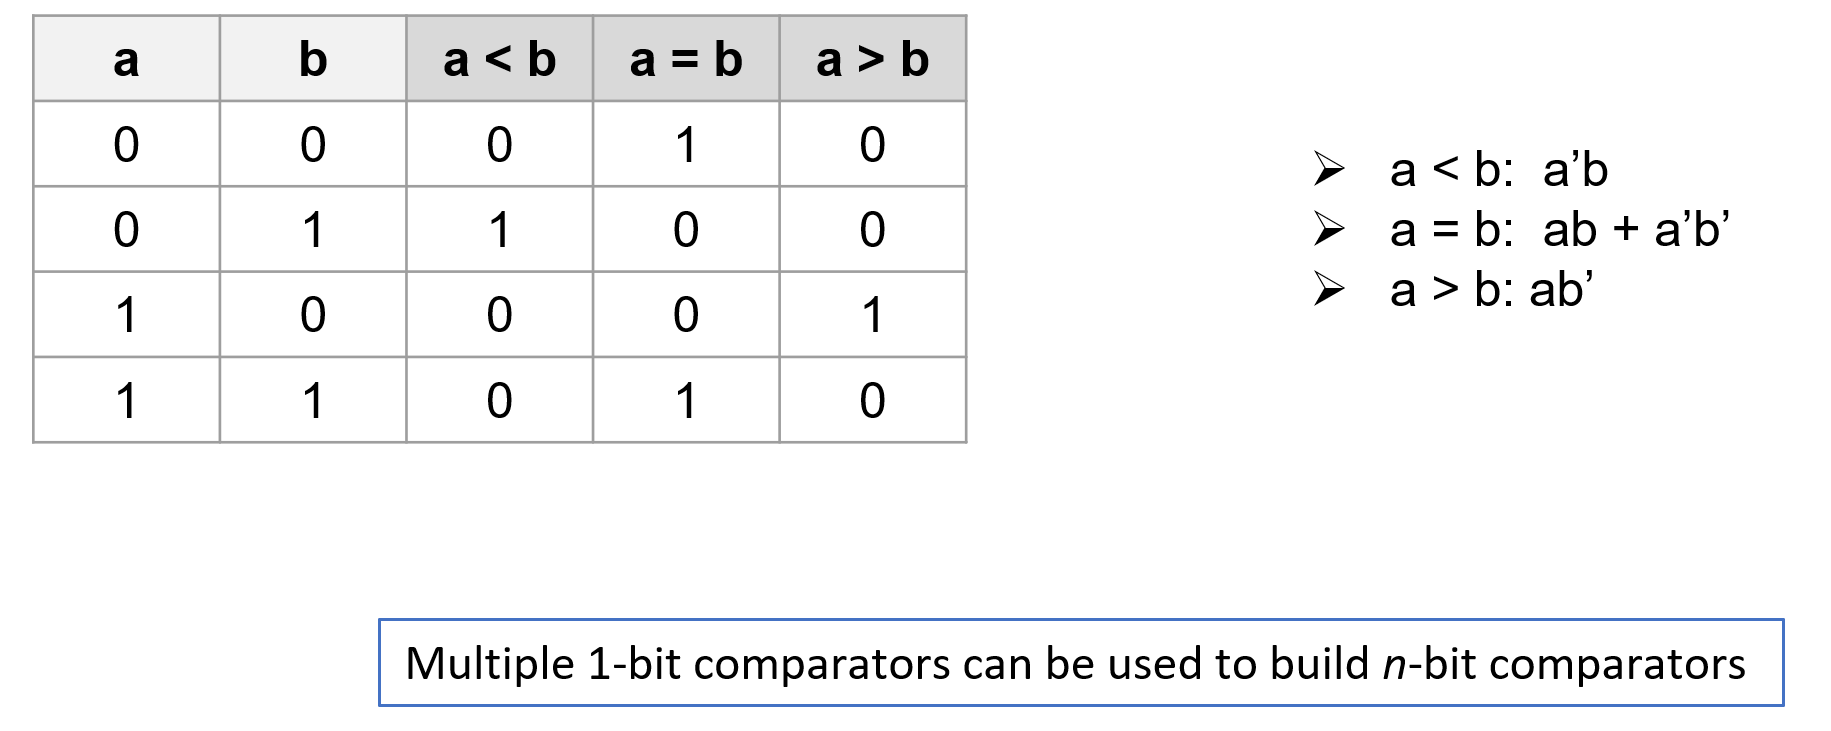 a b a < b a = b a > b
0 0 0 1 0
0 1 1 0 0
1 0 0 0 1
1 1 0 1 0
➢ a < b: a’b
➢ a = b: ab + a’b’
➢ a > b: ab’
Multiple 1-bit comparators can be used to build n-bit comparators